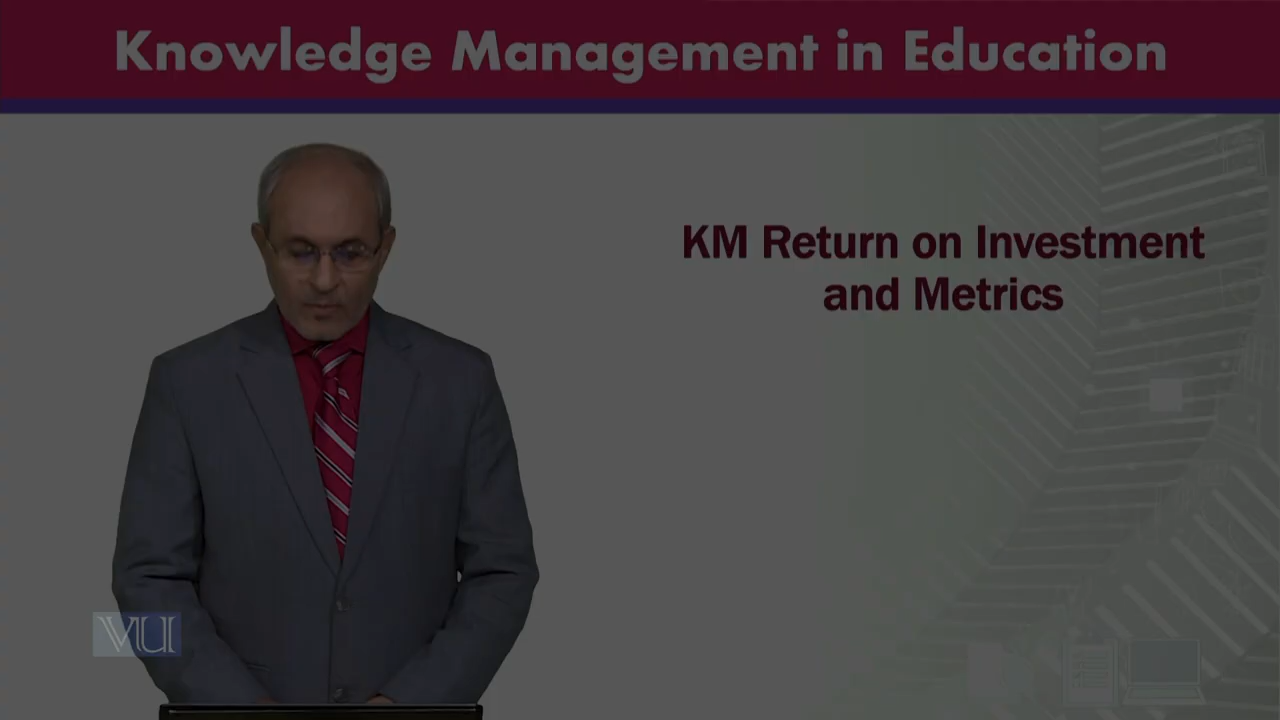 Knowledge Management in Education
KM Return on Investment
and Metrics
VU